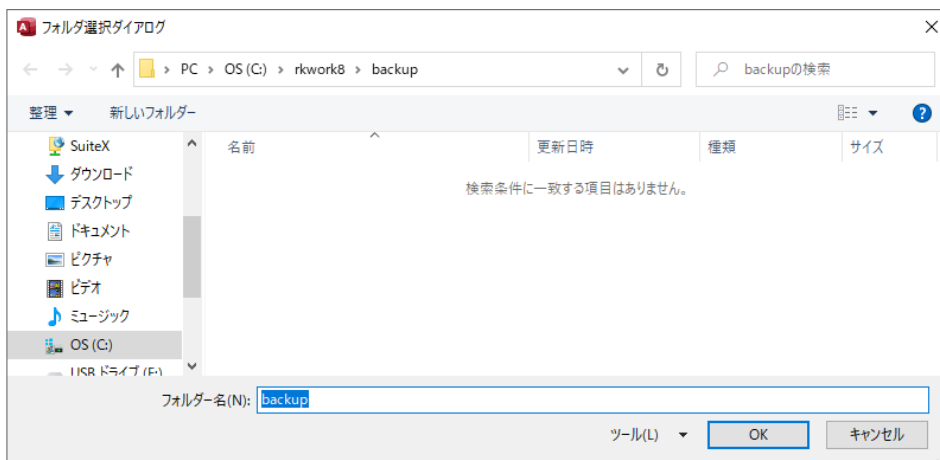 フォルダ選択ダイアログ
PC › OS (C:) › rkwork8 › backup
backupの検索
整理 新しいフォルダー
名前 更新日時 種類 サイズ
検索条件に一致する項目はありません。
SuiteX
ダウンロード
デスクトップ
ドキュメント
ピクチャ
ビデオ
ミュージック
OS (C:)
USB ドライブ (F:)
フォルダー名(N): backup
ツール(L) OK キャンセル